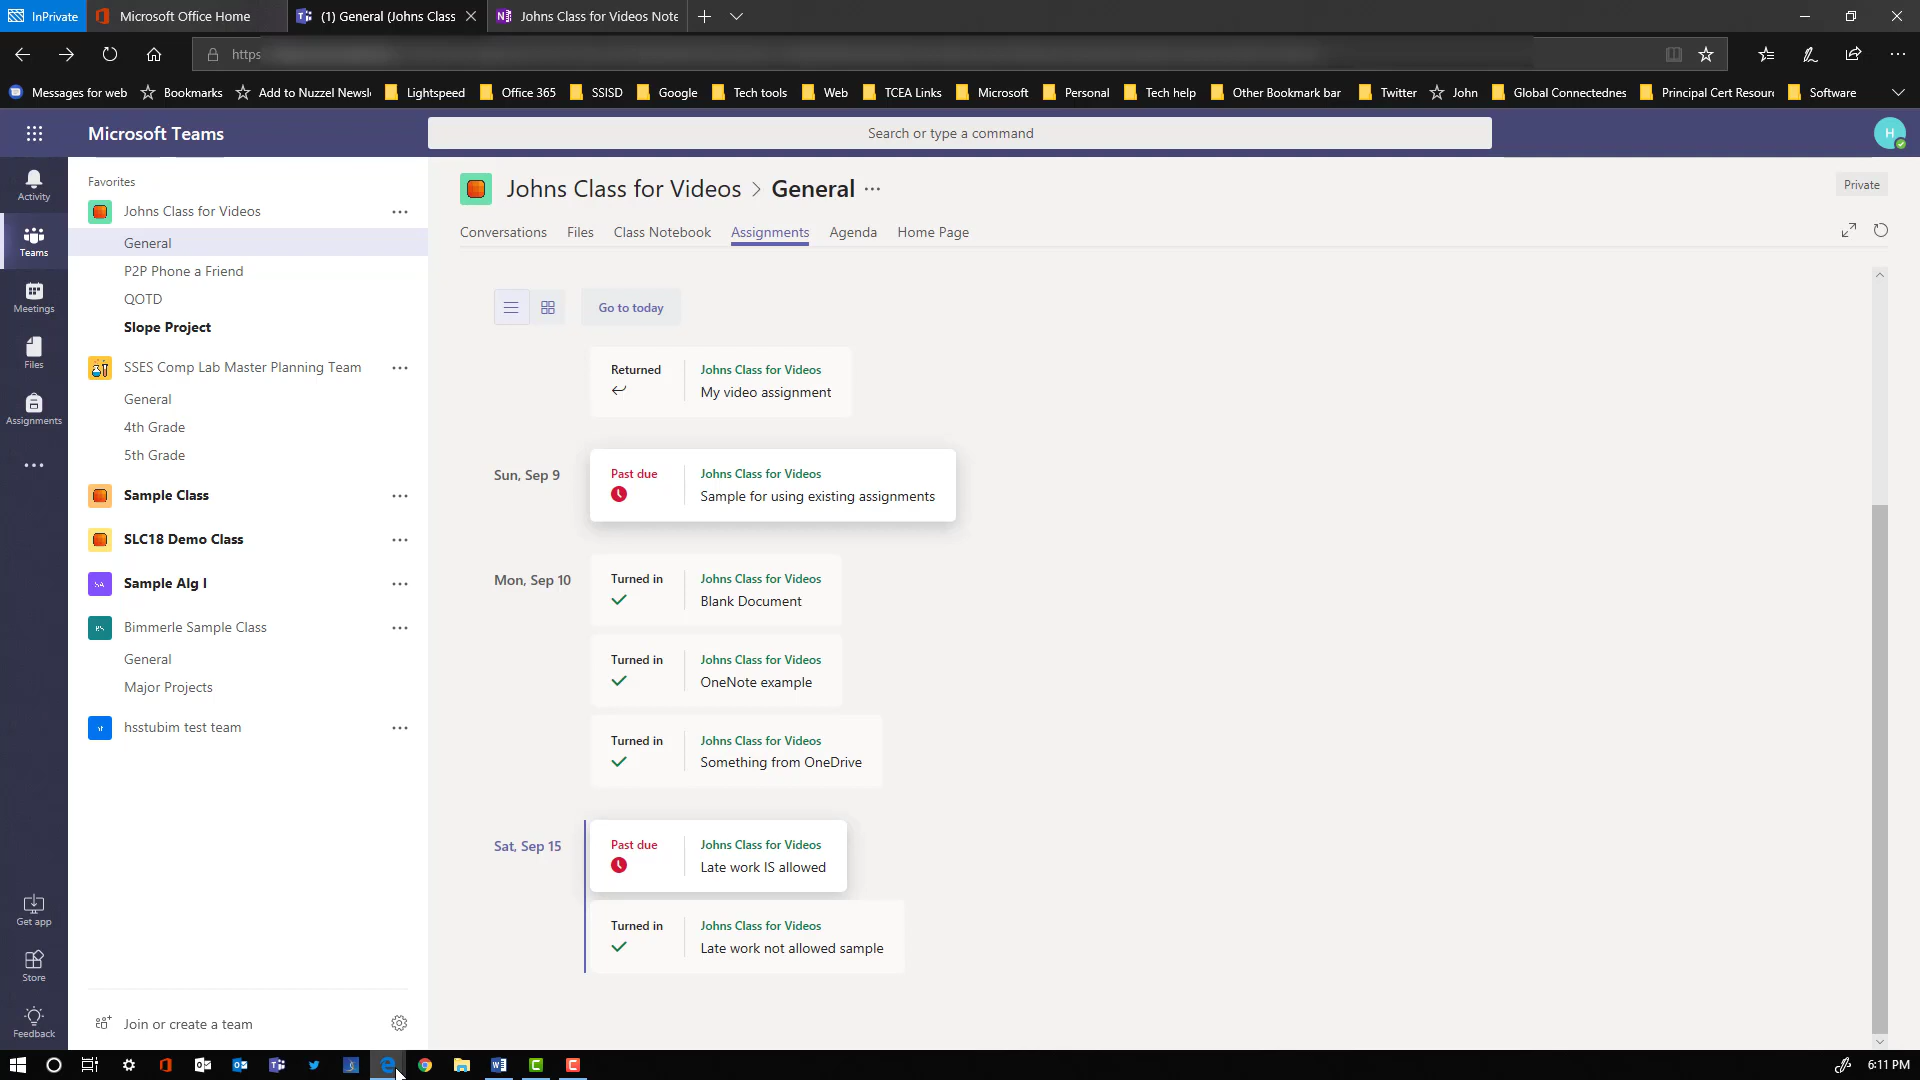 InPrivate
Microsoft Office Home
(1) General (Johns Class
Johns Class for Videos Note
https
Messages for web
Bookmarks
Add to Nuzzel Newsl
Lightspeed
Office 365
SSISD
Google
Tech tools
Web
TCEA Links
Microsoft
Personal
Tech help
Other Bookmark bar
Twitter
John
Global Connectednes
Principal Cert Resourc
Software
Microsoft Teams
Search or type a command
H
Activity
Teams
Meetings
Files
Assignments
Get app
Store
Feedback
Favorites
Johns Class for Videos
General
P2P Phone a Friend
QOTD
Slope Project
SSES Comp Lab Master Planning Team
General
4th Grade
5th Grade
Sample Class
SLC18 Demo Class
SA
Sample Alg I
Bimmerle Sample Class
General
Major Projects
hsstubim test team
Join or create a team
Johns Class for Videos > General
Private
Conversations
Files
Class Notebook
Assignments
Agenda
Home Page
Go to today
Returned
Johns Class for Videos
My video assignment
Sun, Sep 9
Past due
Johns Class for Videos
Sample for using existing assignments
Mon, Sep 10
Turned in
Johns Class for Videos
Blank Document
Turned in
Johns Class for Videos
OneNote example
Turned in
Johns Class for Videos
Something from OneDrive
Sat, Sep 15
Past due
Johns Class for Videos
Late work IS allowed
Turned in
Johns Class for Videos
Late work not allowed sample
6:11 PM